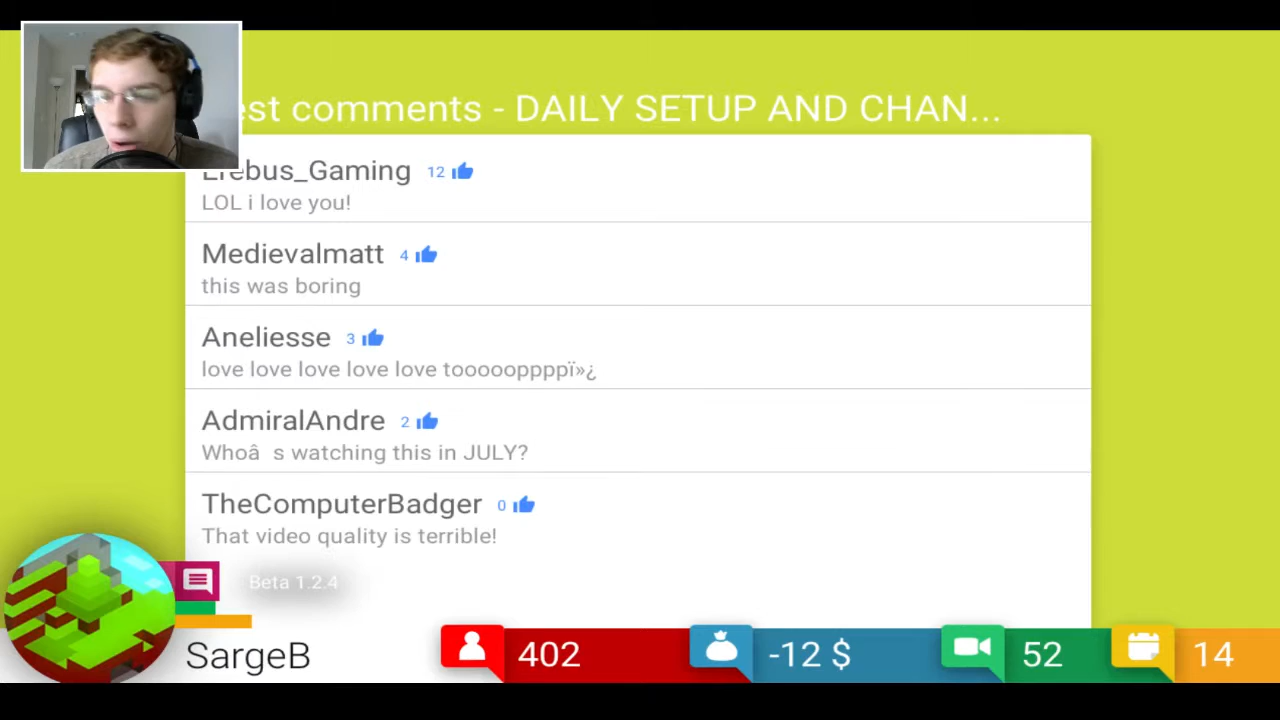 est comments - DAILY SETUP AND CHAN...
Erebus_Gaming 12
LOL i love you!
Medievalmatt 4
this was boring
Aneliesse 3
love love love love love tooooopppppï»¿
AdmiralAndre 2
Whoâ s watching this in JULY?
TheComputerBadger 0
That video quality is terrible!
Beta 1.2.4
SargeB
402
-12 $
52
14